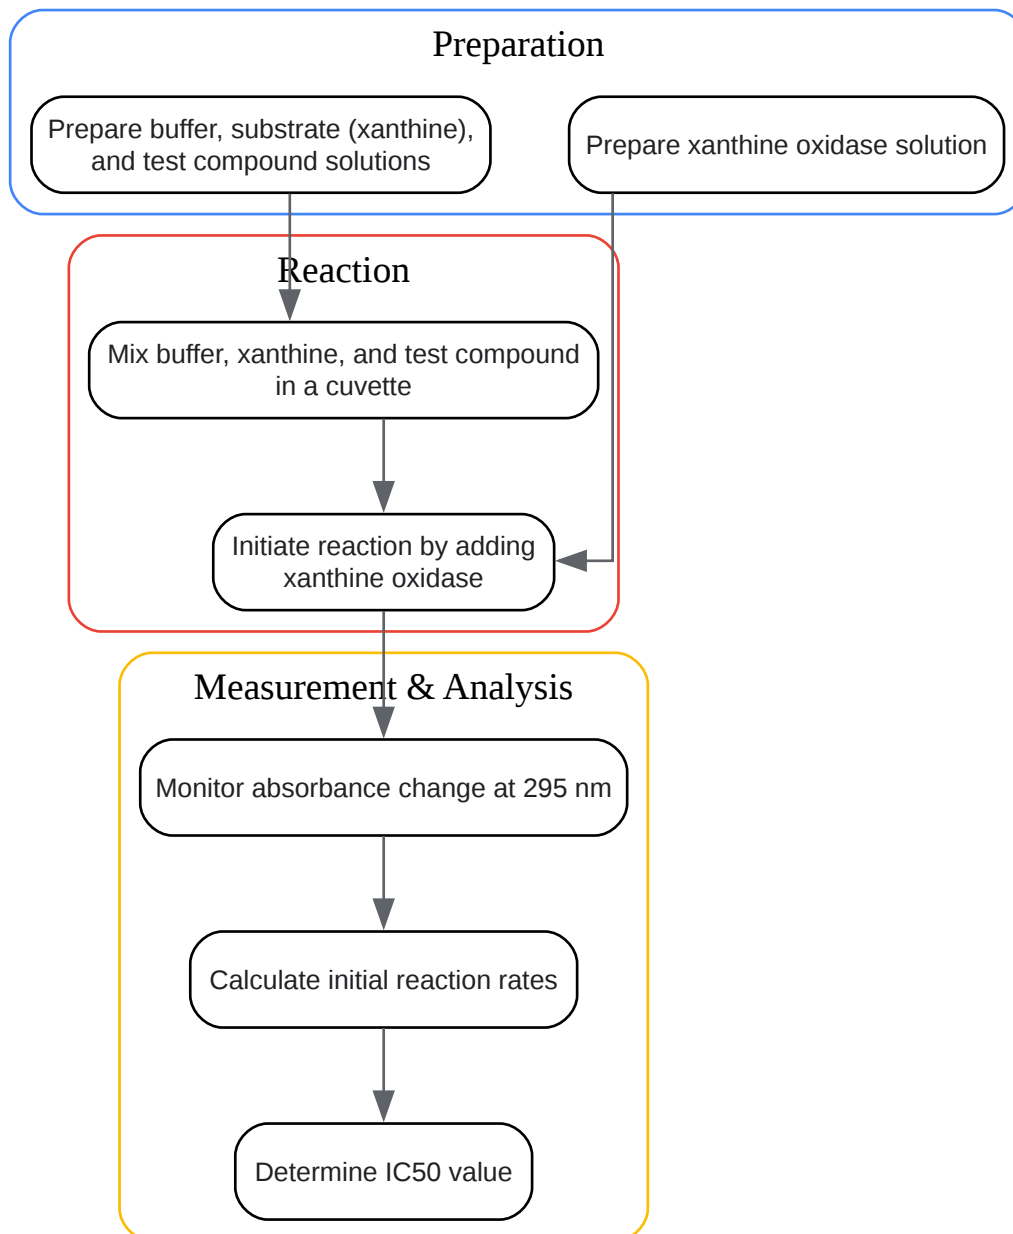 Preparation
Prepare buffer, substrate (xanthine),
and test compound solutions
Prepare xanthine oxidase solution
Reaction
Mix buffer, xanthine, and test compound
in a cuvette
Initiate reaction by adding
xanthine oxidase
Measurement & Analysis
Monitor absorbance change at 295 nm
Calculate initial reaction rates
Determine IC50 value